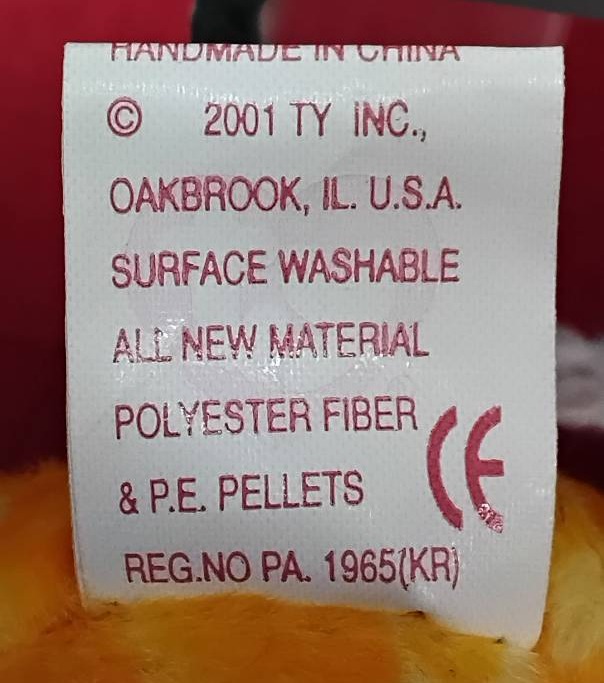 HANDMADE IN CHINA
© 2001 TY INC.,
OAKBROOK, IL. U.S.A.
SURFACE WASHABLE
ALL NEW MATERIAL
POLYESTER FIBER
& P.E. PELLETS
CE
REG.NO PA. 1965(KR)